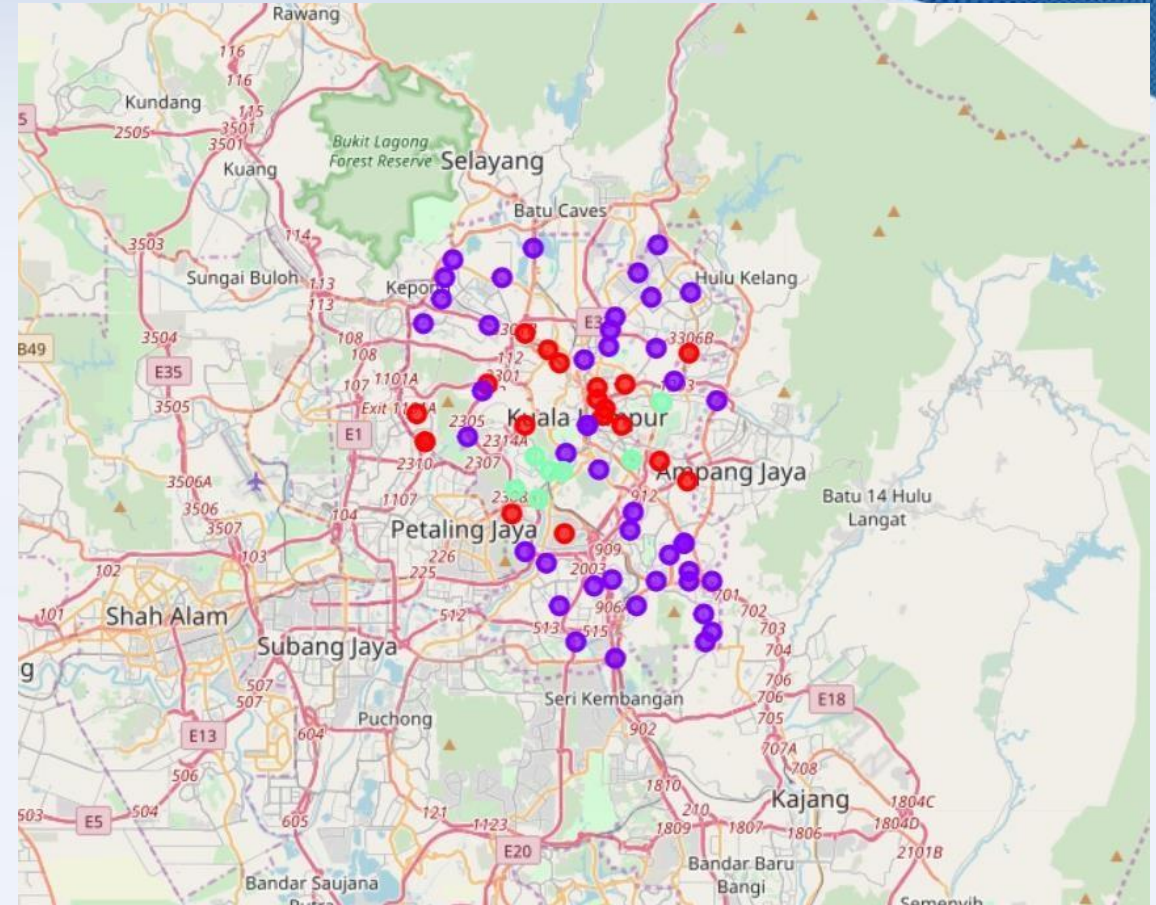 Rawang
116
116
Kundang
115
5
2505
3501
3501
Bukit Lagong
Forest Reserve
Selayang
Kuang
Batu Caves
114
3503
Sungai Buloh
113
113
Kepong
Hulu Kelang
E3
3306B
B49
3504
108
108
112
E35
107
1101A
2301
3505
Exit 1101A
2305
Kuala Lumpur
E1
2314A
2310
2307
Ampang Jaya
3506A
1107
912
Batu 14 Hulu
Langat
3506
3507
104
Petaling Jaya
226
909
103
102
225
2003
701
101
Shah Alam
512
906
702
513
515
703
Subang Jaya
704
g
507
507
706
706
E18
Seri Kembangan
Puchong
705
604
902
E13
707A
506
708
1810
Kajang
1804C
503
E5
504
605
121
1123
210
1809
1807
1806
1804D
E20
2101B
Bandar Baru
Bangi
Bandar Saujana
Putra
Semenyih